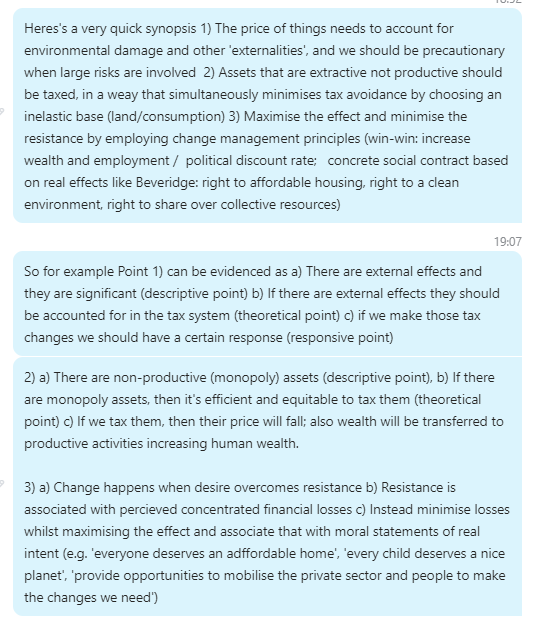 Heres's a very quick synopsis 1) The price of things needs to account for
environmental damage and other 'externalities', and we should be precautionary
when large risks are involved  2) Assets that are extractive not productive should
be taxed, in a weay that simultaneously minimises tax avoidance by choosing an
inelastic base (land/consumption) 3) Maximise the effect and minimise the
resistance by employing change management principles (win-win: increase
wealth and employment /  political discount rate;   concrete social contract based
on real effects like Beveridge: right to affordable housing, right to a clean
environment, right to share over collective resources)
19:07
So for example Point 1) can be evidenced as a) There are external effects and
they are significant (descriptive point) b) If there are external effects they should
be accounted for in the tax system (theoretical point) c) if we make those tax
changes we should have a certain response (responsive point)
2) a) There are non-productive (monopoly) assets (descriptive point), b) If there
are monopoly assets, then it's efficient and equitable to tax them (theoretical
point) c) If we tax them, then their price will fall; also wealth will be transferred to
productive activities increasing human wealth.
3) a) Change happens when desire overcomes resistance b) Resistance is
associated with percieved concentrated financial losses c) Instead minimise losses
whilst maximising the effect and associate that with moral statements of real
intent (e.g. 'everyone deserves an adffordable home', 'every child deserves a nice
planet', 'provide opportunities to mobilise the private sector and people to make
the changes we need')